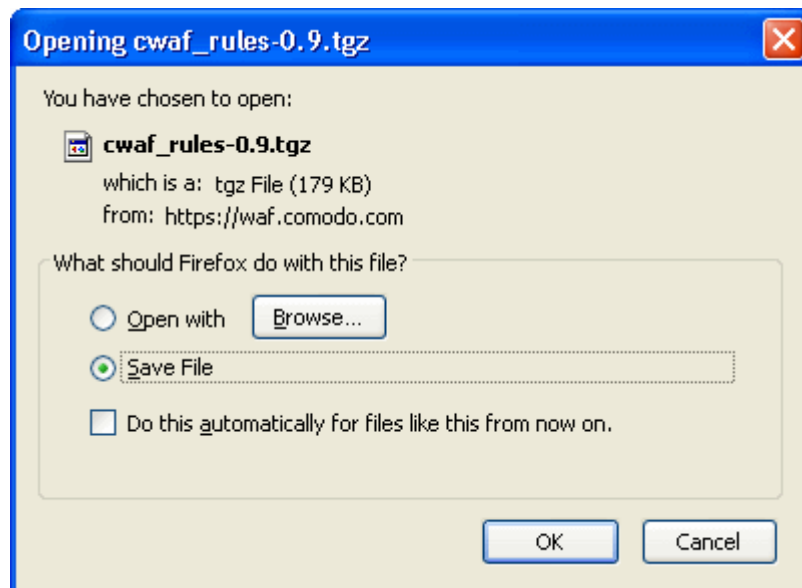 Opening cwaf_rules-0.9.tgz
You have chosen to open:
cwaf_rules-0.9.tgz
which is a: tgz File (179 KB)
from: https://waf.comodo.com
What should Firefox do with this file?
Open with Browse...
Save File
Do this automatically for files like this from now on.
OK Cancel